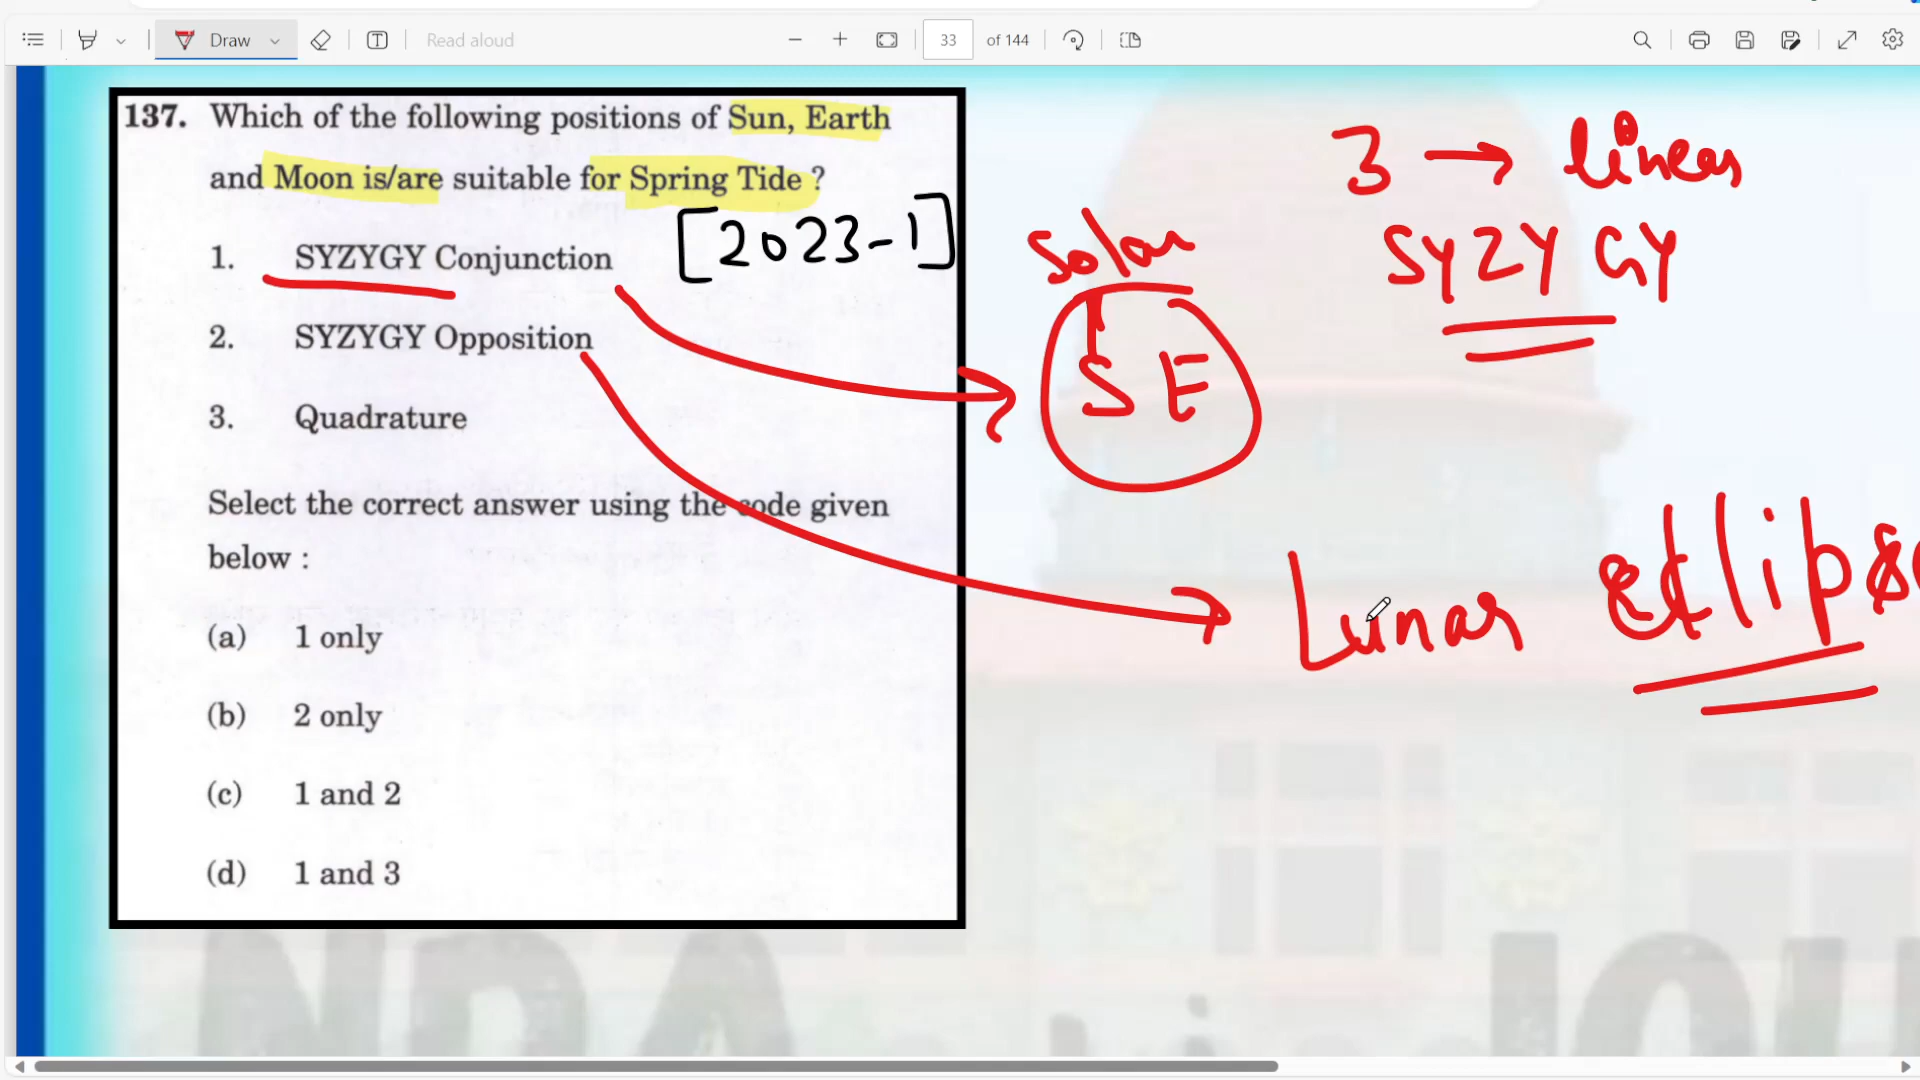 Draw
Read aloud
33 of 144
137. Which of the following positions of Sun, Earth
and Moon is/are suitable for Spring Tide ?
[2023-1]
1. SYZYGY Conjunction
2. SYZYGY Opposition
3. Quadrature
Select the correct answer using the code given
below :
(a) 1 only
(b) 2 only
(c) 1 and 2
(d) 1 and 3
3 → linear
SYZYGY
Solar
SE
Lunar
NDA